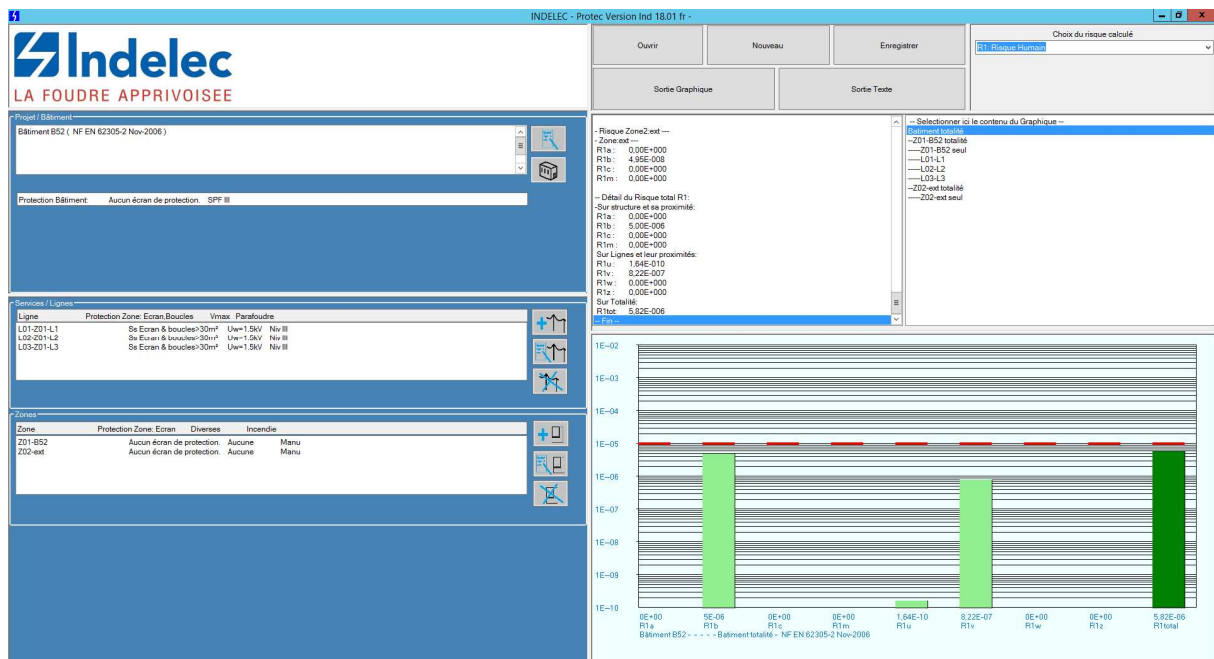 INDELEC - Protec Version Ind 18.01 fr -
Indelec
LA FOUDRE APPRIVOISEE
Ouvrir
Nouveau
Enregistrer
Sortie Graphique
Sortie Texte
Choix du risque calculé
R1: Risque Humain
Projet / Bâtiment
Bâtiment B52 ( NF EN 62305-2 Nov-2006 )
Protection Bâtiment: Aucun écran de protection. SPF III
Services / Lignes
Ligne Protection Zone: Ecran,Boucles Vmax Parafoudre
L01-Z01-L1 Ss Ecran & boucles>30m² Uw=1.5kV Niv III
L02-Z01-L2 Ss Ecran & boucles>30m² Uw=1.5kV Niv III
L03-Z01-L3 Ss Ecran & boucles>30m² Uw=1.5kV Niv III
Zones
Zone Protection Zone: Ecran Diverses Incendie
Z01-B52 Aucun écran de protection. Aucune Manu
Z02-ext Aucun écran de protection. Aucune Manu
- Risque Zone2:ext ---
- Zone:ext ---
R1a : 0,00E+000
R1b : 4,95E-008
R1c : 0,00E+000
R1m : 0,00E+000
-- Détail du Risque total R1:
-Sur structure et sa proximité:
R1a : 0,00E+000
R1b : 5,00E-006
R1c : 0,00E+000
R1m : 0,00E+000
Sur Lignes et leur proximités:
R1u : 1,64E-010
R1v : 8,22E-007
R1w : 0,00E+000
R1z : 0,00E+000
Sur Totalité:
R1tot: 5,82E-006
-- Fin --
-- Selectionner ici le contenu du Graphique --
Batiment totalité
--Z01-B52 totalité
-----Z01-B52 seul
-----L01-L1
-----L02-L2
-----L03-L3
--Z02-ext totalité
-----Z02-ext seul
1E-02
1E-03
1E-04
1E-05
1E-06
1E-07
1E-08
1E-09
1E-10
0E+00 5E-06 0E+00 0E+00 1,64E-10 8,22E-07 0E+00 0E+00 5,82E-06
R1a R1b R1c R1m R1u R1v R1w R1z R1total
Bâtiment B52 - - - - - Batiment totalité - NF EN 62305-2 Nov-2006